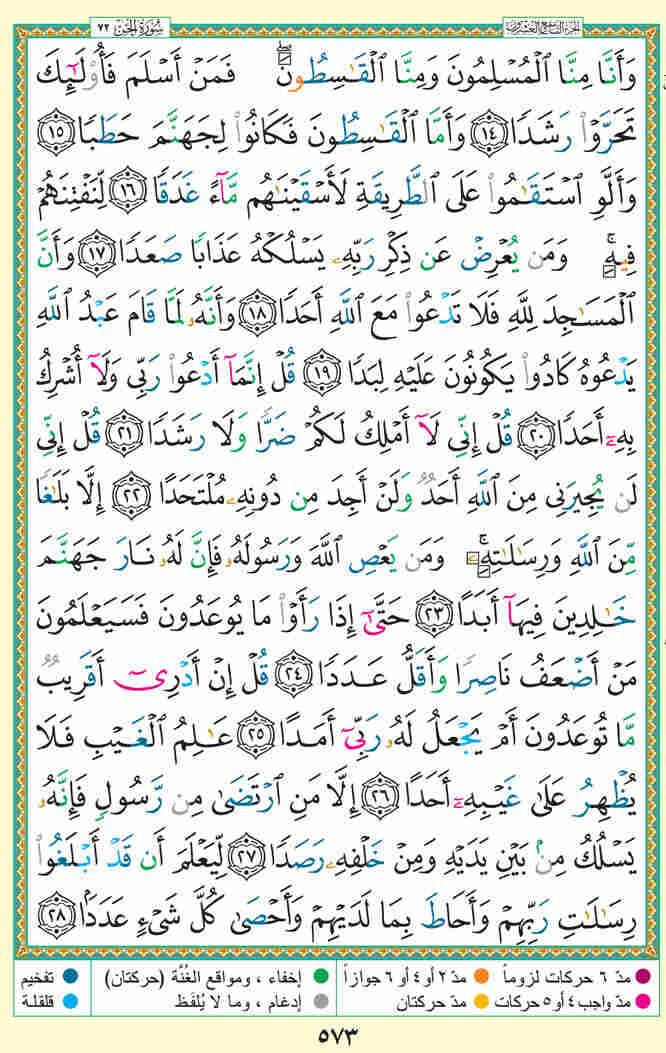 سُورَةُ الجِنّ ٧٢
الجزء التاسع والعشرون
وَأَنَّا مِنَّا ٱلْمُسْلِمُونَ وَمِنَّا ٱلْقَٰسِطُونَ ۖ فَمَنْ أَسْلَمَ فَأُو۟لَٰٓئِكَ
تَحَرَّوْا۟ رَشَدًا ﴿١٤﴾ وَأَمَّا ٱلْقَٰسِطُونَ فَكَانُوا۟ لِجَهَنَّمَ حَطَبًا ﴿١٥﴾
وَأَلَّوِ ٱسْتَقَٰمُوا۟ عَلَى ٱلطَّرِيقَةِ لَأَسْقَيْنَٰهُم مَّآءً غَدَقًا ﴿١٦﴾ لِّنَفْتِنَهُمْ
فِيهِ ۚ وَمَن يُعْرِضْ عَن ذِكْرِ رَبِّهِۦ يَسْلُكْهُ عَذَابًا صَعَدًا ﴿١٧﴾ وَأَنَّ
ٱلْمَسَٰجِدَ لِلَّهِ فَلَا تَدْعُوا۟ مَعَ ٱللَّهِ أَحَدًا ﴿١٨﴾ وَأَنَّهُۥ لَمَّا قَامَ عَبْدُ ٱللَّهِ
يَدْعُوهُ كَادُوا۟ يَكُونُونَ عَلَيْهِ لِبَدًا ﴿١٩﴾ قُلْ إِنَّمَآ أَدْعُوا۟ رَبِّى وَلَآ أُشْرِكُ
بِهِۦٓ أَحَدًا ﴿٢٠﴾ قُلْ إِنِّى لَآ أَمْلِكُ لَكُمْ ضَرًّا وَلَا رَشَدًا ﴿٢١﴾ قُلْ إِنِّى
لَن يُجِيرَنِى مِنَ ٱللَّهِ أَحَدٌ وَلَنْ أَجِدَ مِن دُونِهِۦ مُلْتَحَدًا ﴿٢٢﴾ إِلَّا بَلَٰغًا
مِّنَ ٱللَّهِ وَرِسَٰلَٰتِهِۦ ۚ وَمَن يَعْصِ ٱللَّهَ وَرَسُولَهُۥ فَإِنَّ لَهُۥ نَارَ جَهَنَّمَ
خَٰلِدِينَ فِيهَآ أَبَدًا ﴿٢٣﴾ حَتَّىٰٓ إِذَا رَأَوْا۟ مَا يُوعَدُونَ فَسَيَعْلَمُونَ
مَنْ أَضْعَفُ نَاصِرًا وَأَقَلُّ عَدَدًا ﴿٢٤﴾ قُلْ إِنْ أَدْرِىٓ أَقَرِيبٌ
مَّا تُوعَدُونَ أَمْ يَجْعَلُ لَهُۥ رَبِّىٓ أَمَدًا ﴿٢٥﴾ عَٰلِمُ ٱلْغَيْبِ فَلَا
يُظْهِرُ عَلَىٰ غَيْبِهِۦٓ أَحَدًا ﴿٢٦﴾ إِلَّا مَنِ ٱرْتَضَىٰ مِن رَّسُولٍ فَإِنَّهُۥ
يَسْلُكُ مِنۢ بَيْنِ يَدَيْهِ وَمِنْ خَلْفِهِۦ رَصَدًا ﴿٢٧﴾ لِّيَعْلَمَ أَن قَدْ أَبْلَغُوا۟
رِسَٰلَٰتِ رَبِّهِمْ وَأَحَاطَ بِمَا لَدَيْهِمْ وَأَحْصَىٰ كُلَّ شَىْءٍ عَدَدًۢا ﴿٢٨﴾
مدّ ٦ حركات لزوماً
مدّ ٢ أو ٤ أو ٦ جوازاً
إخفاء ، ومواقع الغُنَّة (حركتان)
تفخيم
مدّ واجب ٤ أو ٥ حركات
مدّ حركتان
إدغام ، وما لا يُلفَظ
قلقلة
٥٧٣